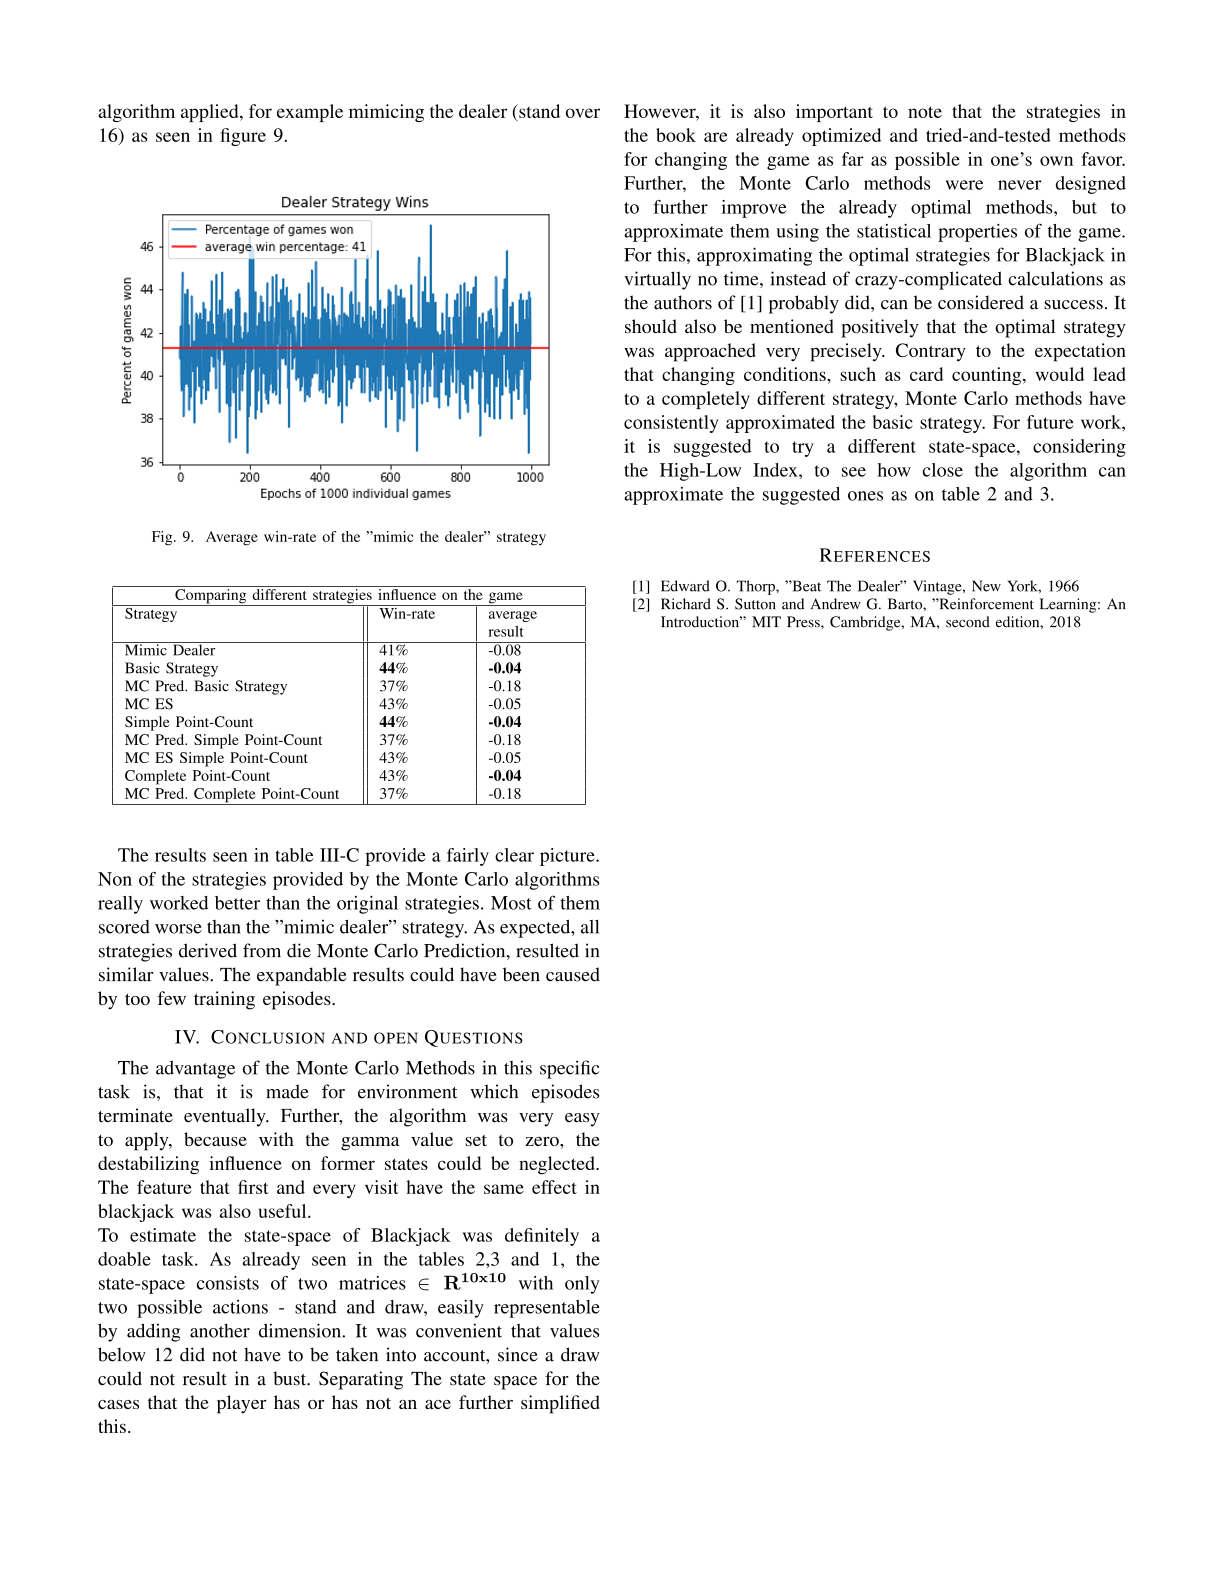 algorithm applied, for example mimicing the dealer (stand over
16) as seen in figure 9.
Dealer Strategy Wins
Percentage of games won
average win percentage: 41
Percent of games won
46
44
42
40
38
36
0
200
400
600
800
1000
Epochs of 1000 individual games
Fig. 9. Average win-rate of the ”mimic the dealer” strategy
Comparing different strategies influence on the game
Strategy Win-rate average
result
Mimic Dealer 41% -0.08
Basic Strategy 44% -0.04
MC Pred. Basic Strategy 37% -0.18
MC ES 43% -0.05
Simple Point-Count 44% -0.04
MC Pred. Simple Point-Count 37% -0.18
MC ES Simple Point-Count 43% -0.05
Complete Point-Count 43% -0.04
MC Pred. Complete Point-Count 37% -0.18
The results seen in table III-C provide a fairly clear picture.
Non of the strategies provided by the Monte Carlo algorithms
really worked better than the original strategies. Most of them
scored worse than the ”mimic dealer” strategy. As expected, all
strategies derived from die Monte Carlo Prediction, resulted in
similar values. The expandable results could have been caused
by too few training episodes.
IV. CONCLUSION AND OPEN QUESTIONS
The advantage of the Monte Carlo Methods in this specific
task is, that it is made for environment which episodes
terminate eventually. Further, the algorithm was very easy
to apply, because with the gamma value set to zero, the
destabilizing influence on former states could be neglected.
The feature that first and every visit have the same effect in
blackjack was also useful.
To estimate the state-space of Blackjack was definitely a
doable task. As already seen in the tables 2,3 and 1, the
state-space consists of two matrices ∈ R^10x10 with only
two possible actions - stand and draw, easily representable
by adding another dimension. It was convenient that values
below 12 did not have to be taken into account, since a draw
could not result in a bust. Separating The state space for the
cases that the player has or has not an ace further simplified
this.
However, it is also important to note that the strategies in
the book are already optimized and tried-and-tested methods
for changing the game as far as possible in one's own favor.
Further, the Monte Carlo methods were never designed
to further improve the already optimal methods, but to
approximate them using the statistical properties of the game.
For this, approximating the optimal strategies for Blackjack in
virtually no time, instead of crazy-complicated calculations as
the authors of [1] probably did, can be considered a success. It
should also be mentioned positively that the optimal strategy
was approached very precisely. Contrary to the expectation
that changing conditions, such as card counting, would lead
to a completely different strategy, Monte Carlo methods have
consistently approximated the basic strategy. For future work,
it is suggested to try a different state-space, considering
the High-Low Index, to see how close the algorithm can
approximate the suggested ones as on table 2 and 3.
REFERENCES
[1] Edward O. Thorp, ”Beat The Dealer” Vintage, New York, 1966
[2] Richard S. Sutton and Andrew G. Barto, ”Reinforcement Learning: An
Introduction” MIT Press, Cambridge, MA, second edition, 2018